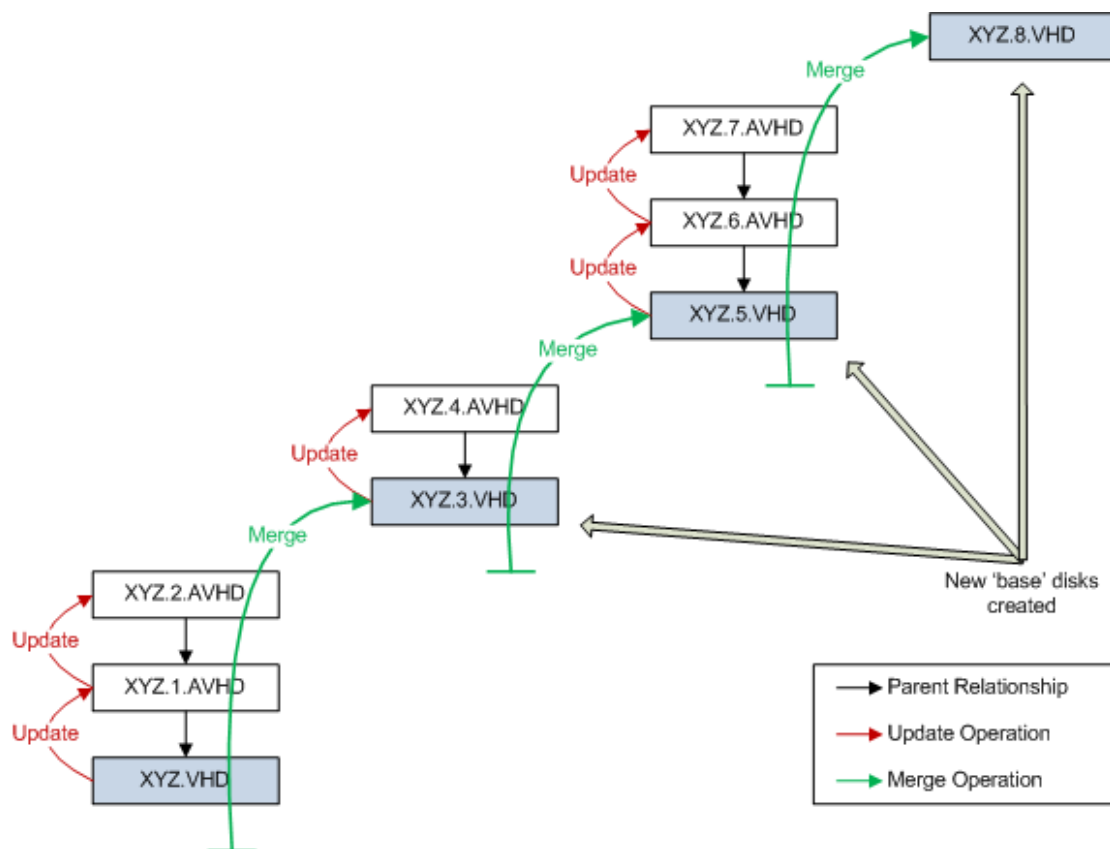 XYZ.8.VHD
Merge
XYZ.7.AVHD
Update
XYZ.6.AVHD
Update
XYZ.5.VHD
Merge
XYZ.4.AVHD
Update
XYZ.3.VHD
Merge
New 'base' disks
created
XYZ.2.AVHD
Update
XYZ.1.AVHD
Update
XYZ.VHD
Parent Relationship
Update Operation
Merge Operation